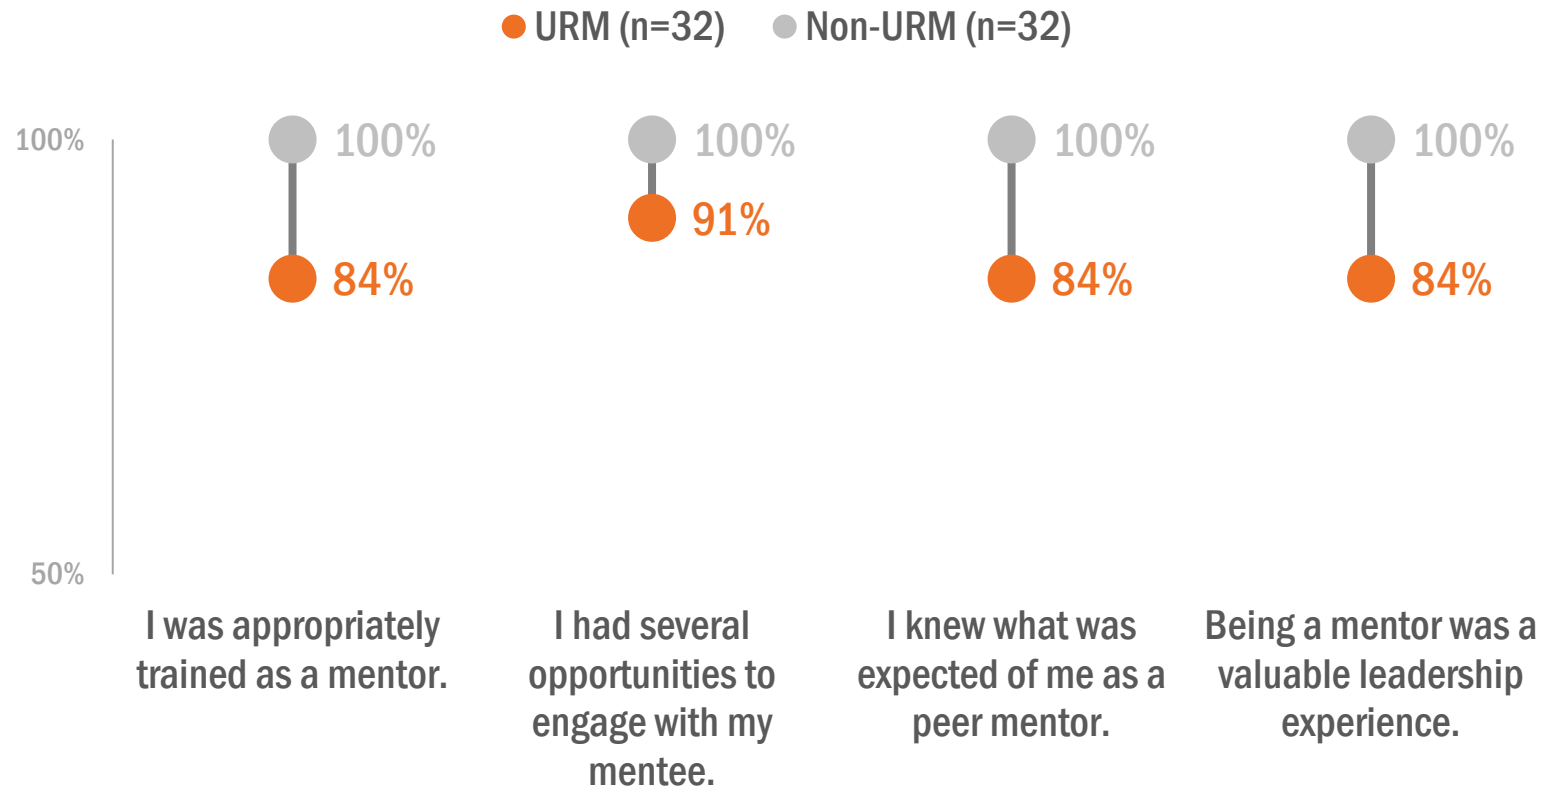 URM (n=32) Non-URM (n=32)
100%
100%
100%
100%
100%
84%
91%
84%
84%
50%
I was appropriately
trained as a mentor.
I had several
opportunities to
engage with my
mentee.
I knew what was
expected of me as a
peer mentor.
Being a mentor was a
valuable leadership
experience.